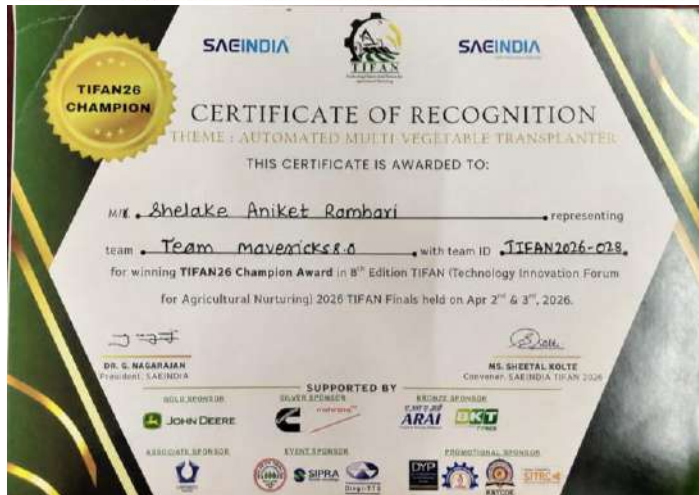 SAEINDIA
TIFAN
SAEINDIA
TIFAN26
CHAMPION
CERTIFICATE OF RECOGNITION
THEME : AUTOMATED MULTI VEGETABLE TRANSPLANTER
THIS CERTIFICATE IS AWARDED TO:
Shelake Aniket Rambari representing
team Team mavericks8.0 with team ID TIFAN2026-028
for winning TIFAN26 Champion Award in 8th Edition TIFAN (Technology Innovation Forum
for Agricultural Nurturing) 2026 TIFAN Finals held on Apr 2nd & 3rd, 2026.
DR. G. NAGARAJAN
President, SAEINDIA
MS. SHEETAL KOLTE
Convener, SAEINDIA TIFAN 2026
SUPPORTED BY
GOLD SPONSOR
SILVER SPONSOR
BRONZE SPONSOR
JOHN DEERE
ARAI
BKT
ASSOCIATE SPONSOR
EVENT SPONSOR
PROMOTIONAL SPONSOR
SIPRA
DYP
SITRC